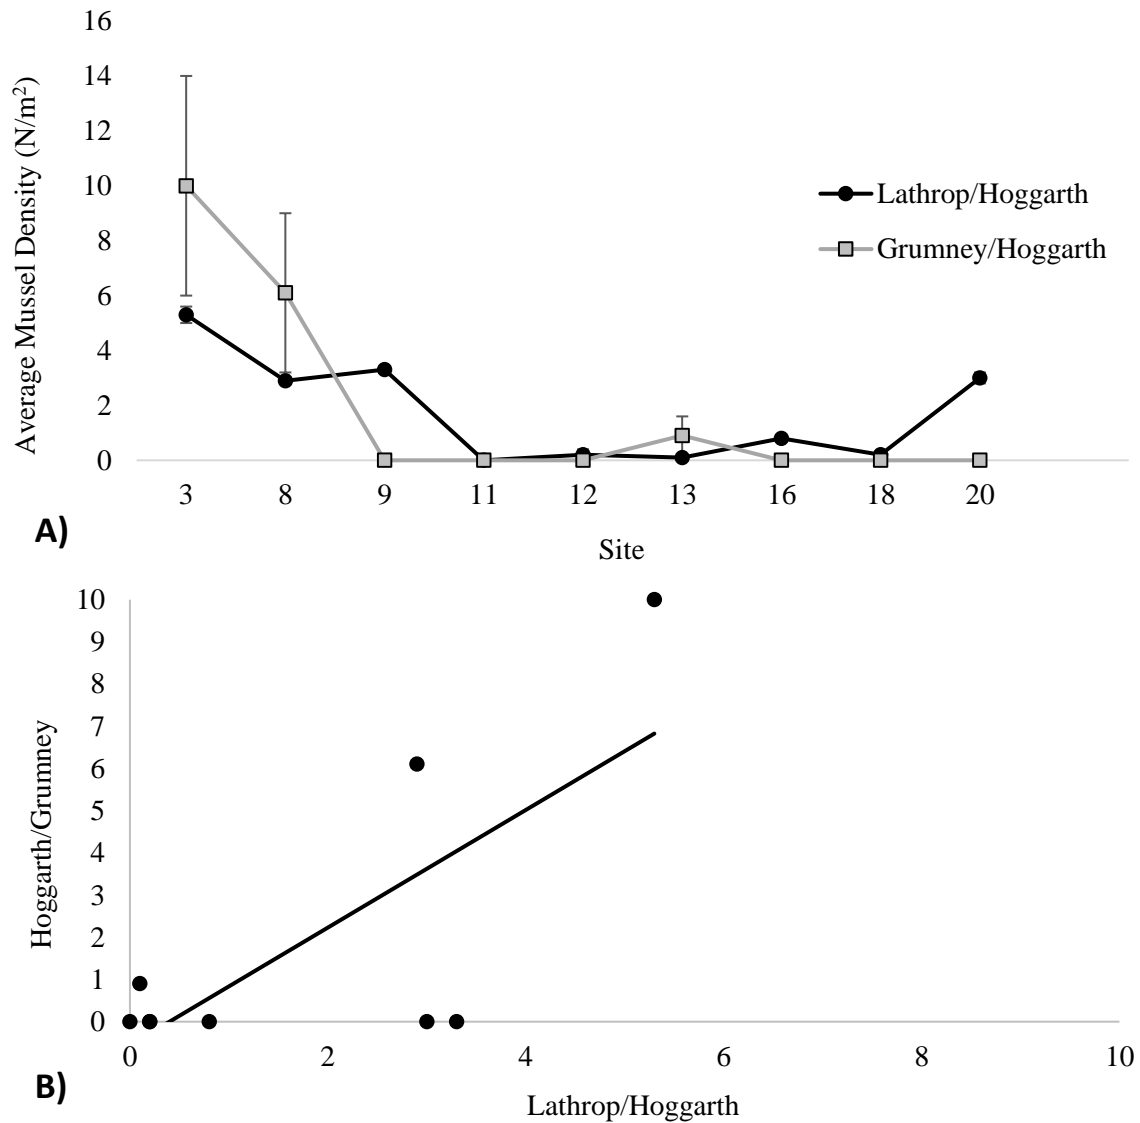 16
14
12
10
8
6
4
2
0
Average Mussel Density (N/m²)
Lathrop/Hoggarth
Grumney/Hoggarth
3 8 9 11 12 13 16 18 20
Site
A)
10
9
8
7
6
5
4
3
2
1
0
Hoggarth/Grumney
0 2 4 6 8 10
Lathrop/Hoggarth
B)